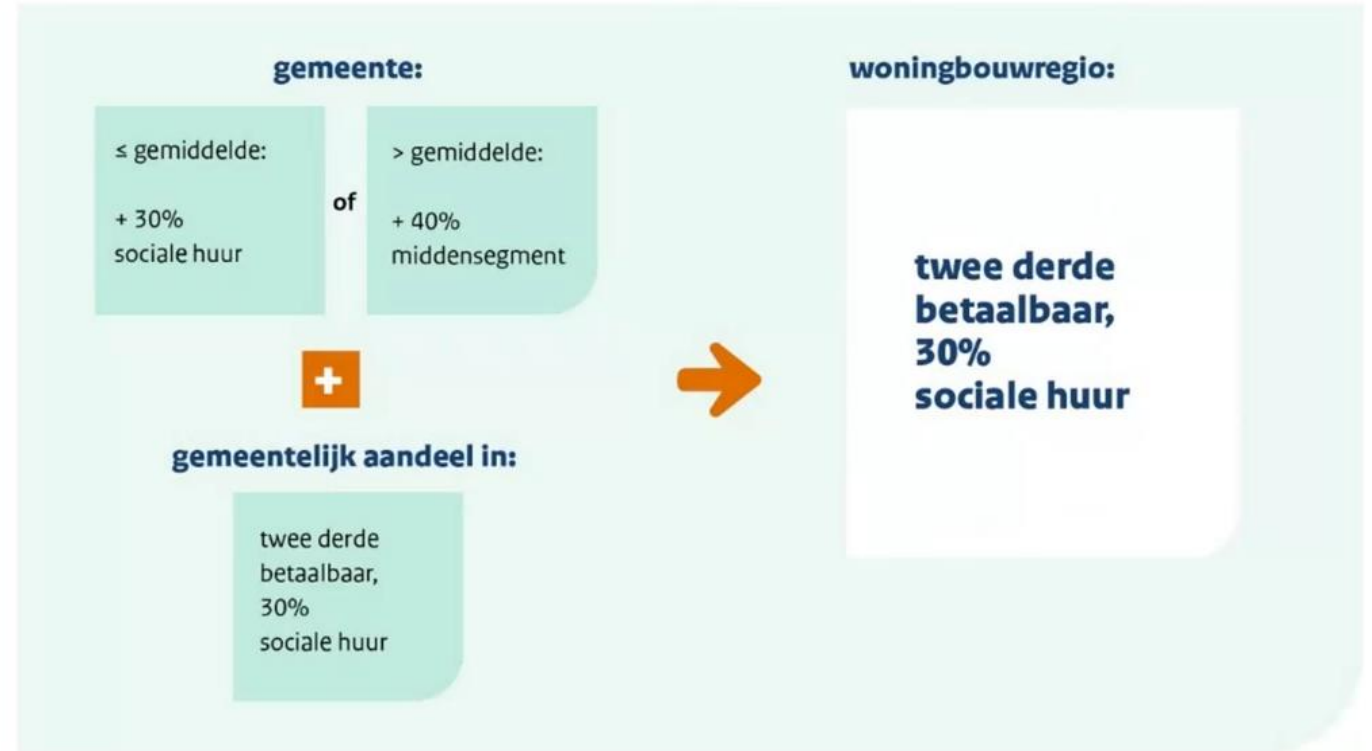 gemeente:
≤ gemiddelde:
+ 30%
sociale huur
of
> gemiddelde:
+ 40%
middensegment
+
gemeentelijk aandeel in:
twee derde
betaalbaar,
30%
sociale huur
woningbouwregio:
twee derde
betaalbaar,
30%
sociale huur